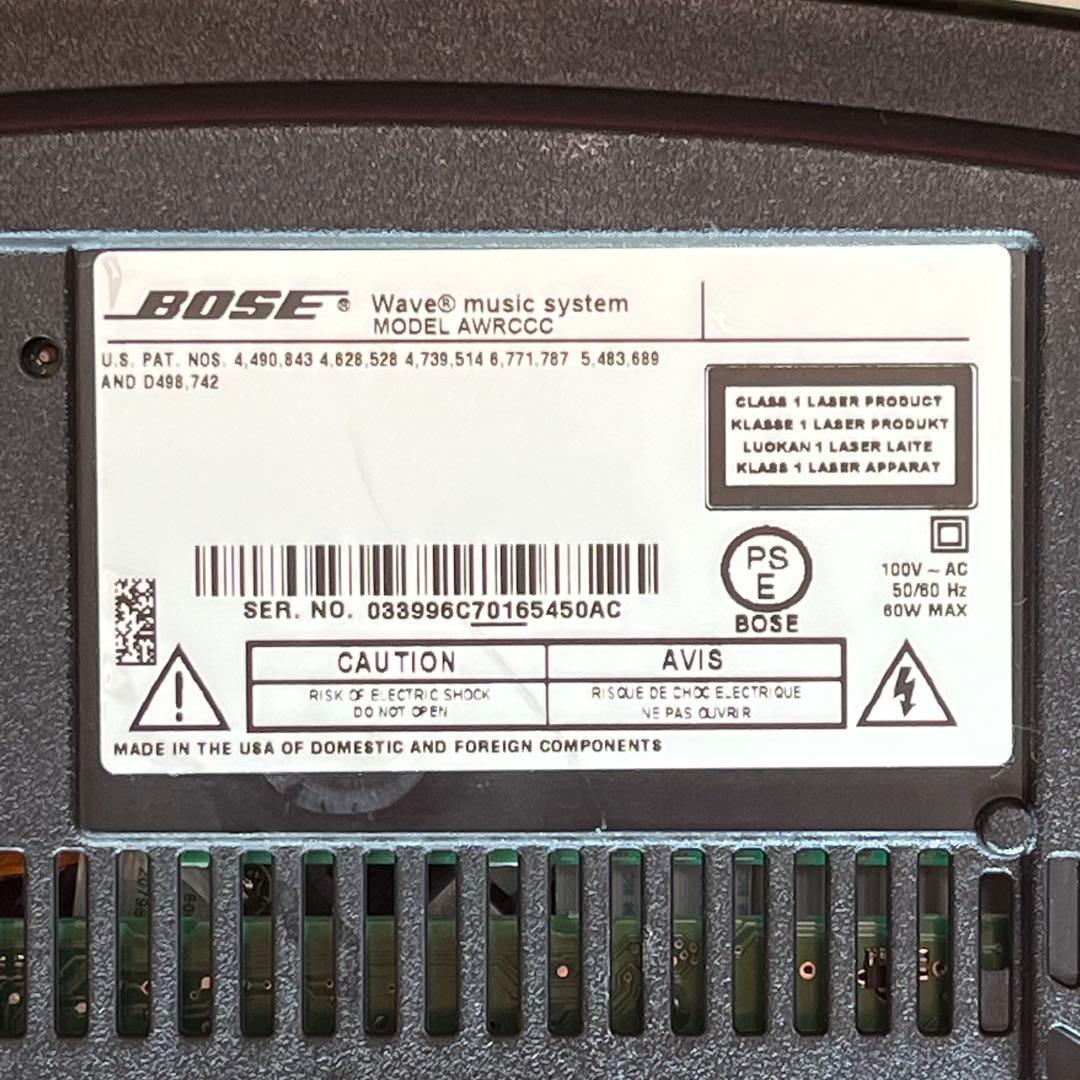 BOSE® Wave® music system
MODEL AWRCCC
U.S. PAT. NOS. 4,490,843 4,628,528 4,739,514 6,771,787 5,483,689
AND D498,742
CLASS 1 LASER PRODUCT
KLASSE 1 LASER PRODUKT
LUOKAN 1 LASER LAITE
KLASS 1 LASER APPARAT
PS
E
BOSE
100V ~ AC
50/60 Hz
60W MAX
SER. NO. 033996C70165450AC
CAUTION
RISK OF ELECTRIC SHOCK
DO NOT OPEN
AVIS
RISQUE DE CHOC ELECTRIQUE
NE PAS OUVRIR
MADE IN THE USA OF DOMESTIC AND FOREIGN COMPONENTS